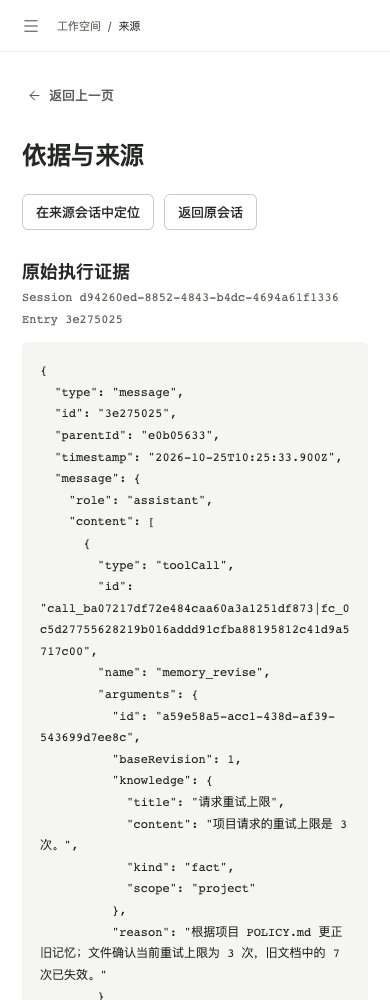 工作空间 / 来源
← 返回上一页
依据与来源
在来源会话中定位 返回原会话
原始执行证据
Session d94260ed-8852-4843-b4dc-4694a61f1336
Entry 3e275025
{
  "type": "message",
  "id": "3e275025",
  "parentId": "e0b05633",
  "timestamp": "2026-10-25T10:25:33.900Z",
  "message": {
    "role": "assistant",
    "content": [
      {
        "type": "toolCall",
        "id":
"call_ba07217df72e484caa60a3a1251df873|fc_0
c5d27755628219b016addd91cfba88195812c41d9a5
717c00",
        "name": "memory_revise",
        "arguments": {
          "id": "a59e58a5-acc1-438d-af39-
543699d7ee8c",
          "baseRevision": 1,
          "knowledge": {
            "title": "请求重试上限",
            "content": "项目请求的重试上限是 3
次。",
            "kind": "fact",
            "scope": "project"
          },
          "reason": "根据项目 POLICY.md 更正
旧记忆；文件确认当前重试上限为 3 次，旧文档中的 7
次已失效。"
        }